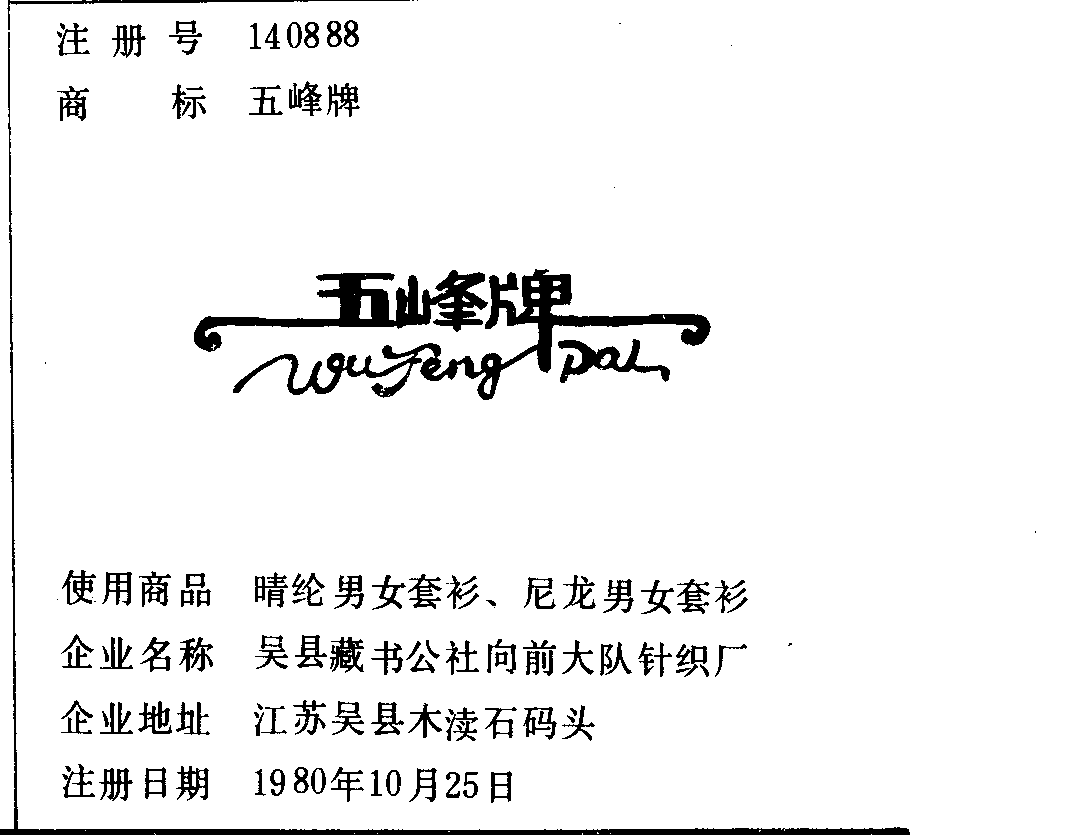 注册号 140888
商标 五峰牌
五峰牌
Wu Feng Pai
使用商品 晴纶男女套衫、尼龙男女套衫
企业名称 吴县藏书公社向前大队针织厂
企业地址 江苏吴县木渎石码头
注册日期 1980年10月25日